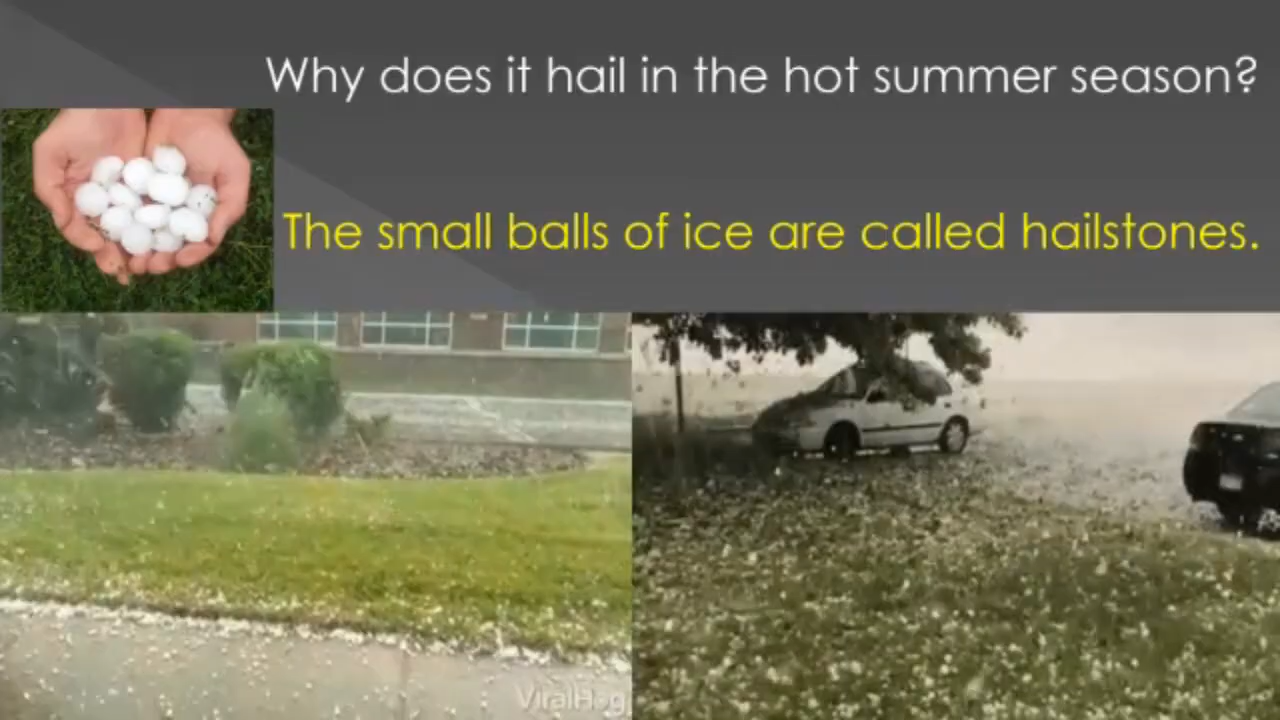 Why does it hail in the hot summer season?
The small balls of ice are called hailstones.
ViralHog